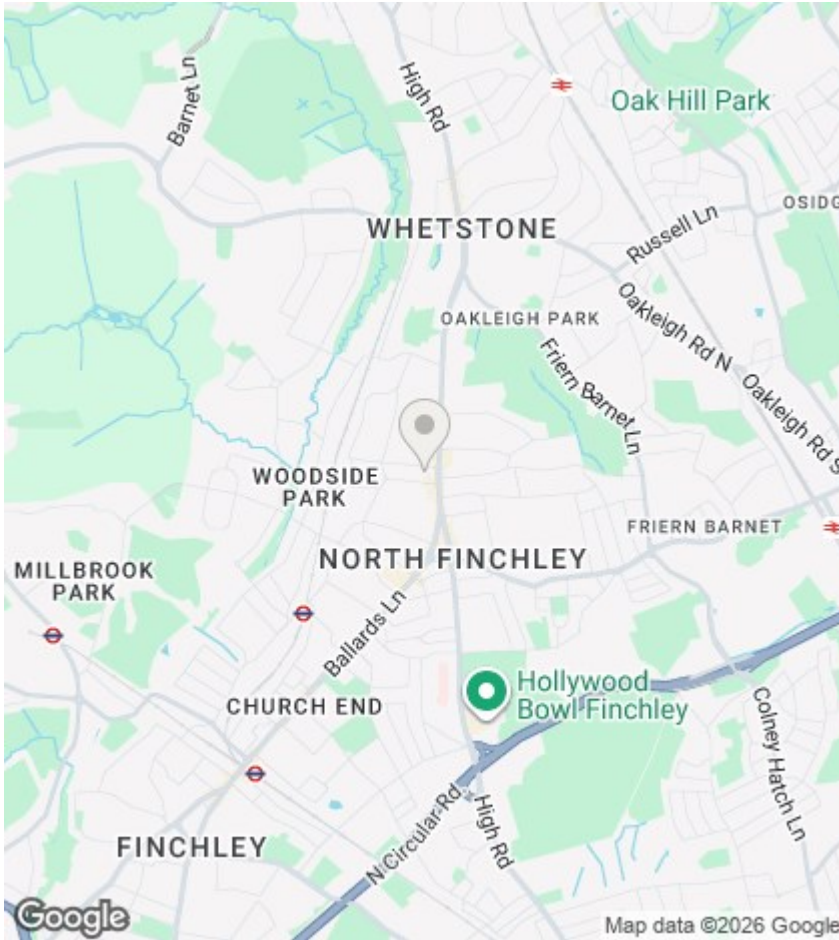 Barnet Ln
High Rd
Oak Hill Park
OSIDG
WHETSTONE
Russell Ln
OAKLEIGH PARK
Oakleigh Rd N
Friern Barnet Ln
Oakleigh Rd S
WOODSIDE
PARK
FRIERN BARNET
NORTH FINCHLEY
MILLBROOK
PARK
Ballards Ln
Hollywood
Bowl Finchley
CHURCH END
Colney Hatch Ln
N Circular Rd
High Rd
FINCHLEY
Google
Map data ©2026 Google